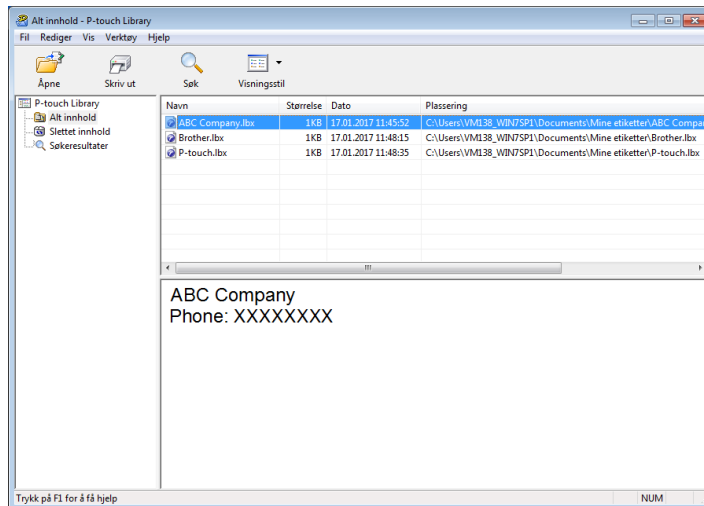 Alt innhold - P-touch Library
Fil Rediger Vis Verktøy Hjelp
Åpne Skriv ut Søk Visningsstil
P-touch Library
Alt innhold
Slettet innhold
Søkeresultater
Navn Størrelse Dato Plassering
ABC Company.lbx 1KB 17.01.2017 11:45:52 C:\Users\VM138_WIN7SP1\Documents\Mine etiketter\ABC Compa
Brother.lbx 1KB 17.01.2017 11:48:15 C:\Users\VM138_WIN7SP1\Documents\Mine etiketter\Brother.lbx
P-touch.lbx 1KB 17.01.2017 11:48:35 C:\Users\VM138_WIN7SP1\Documents\Mine etiketter\P-touch.lbx
ABC Company
Phone: XXXXXXXX
Trykk på F1 for å få hjelp NUM